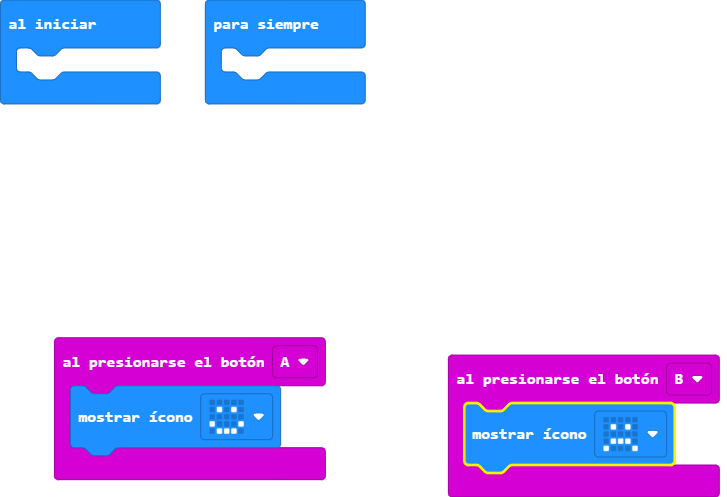 al iniciar
para siempre
al presionarse el botón A
mostrar ícono
al presionarse el botón B
mostrar ícono